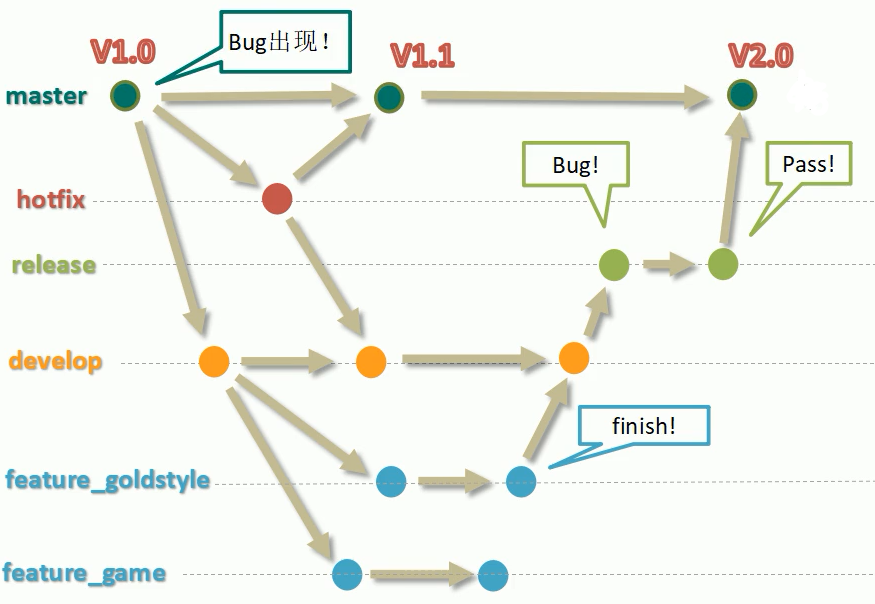 Bug出现!
V1.0
V1.1
V2.0
master
Bug!
Pass!
hotfix
release
develop
finish!
feature_goldstyle
feature_game